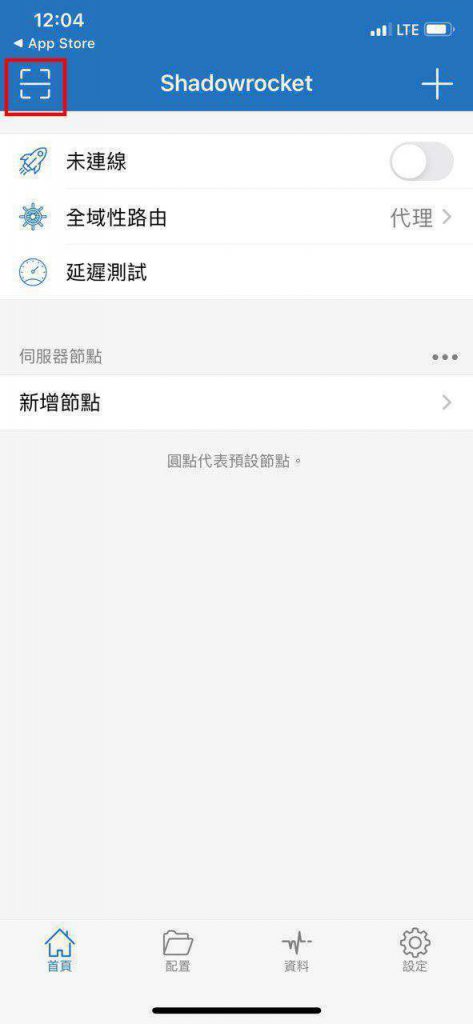 12:04
◀ App Store
LTE
Shadowrocket
未連線
全域性路由
代理
延遲測試
伺服器節點
新增節點
圓點代表預設節點。
首頁
配置
資料
設定